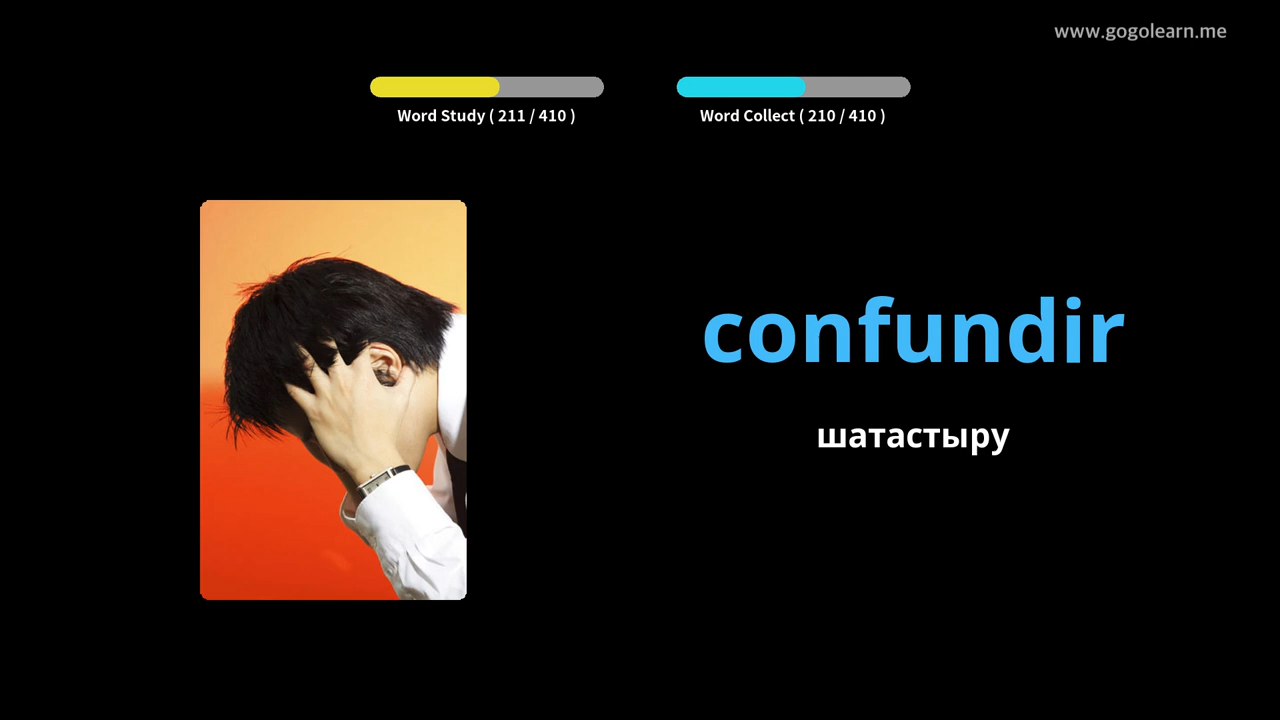 www.gogolearn.me
Word Study ( 211 / 410 )
Word Collect ( 210 / 410 )
confundir
шатастыру